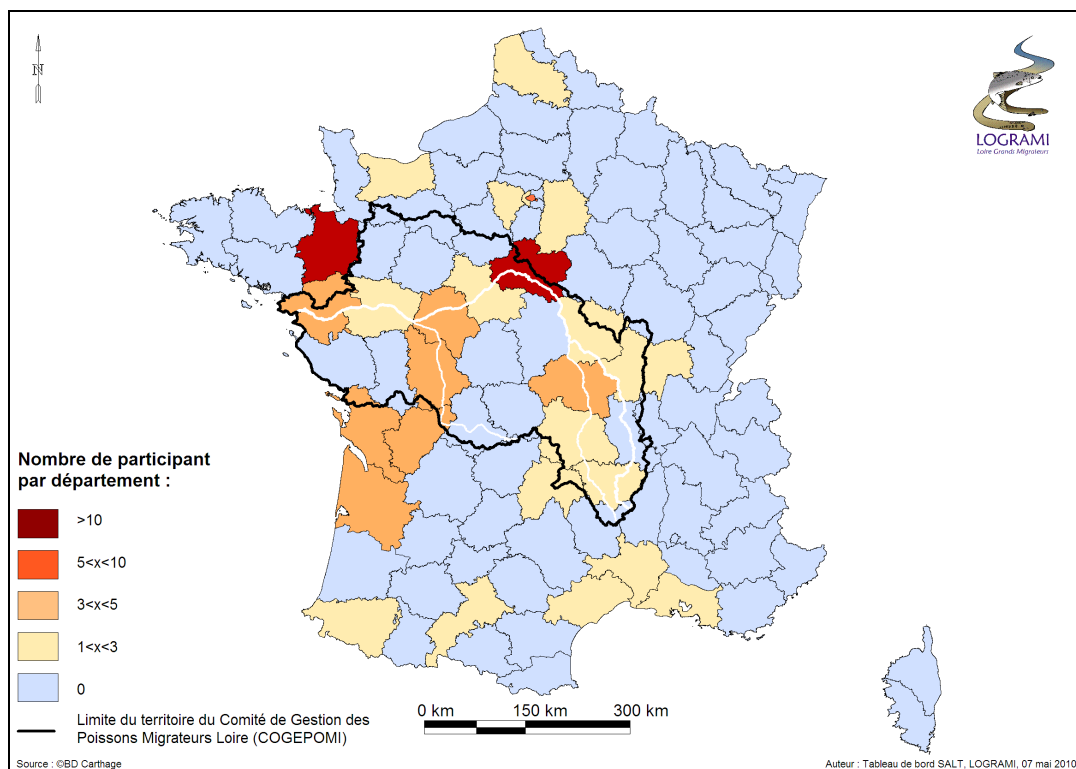 N
LOGRAMI
Loire Grands Migrateurs
Nombre de participant
par département :
>10
5<x<10
3<x<5
1<x<3
0
Limite du territoire du Comité de Gestion des
Poissons Migrateurs Loire (COGEPOMI)
0 km 150 km 300 km
Source : ©BD Carthage
Auteur : Tableau de bord SALT, LOGRAMI, 07 mai 2010